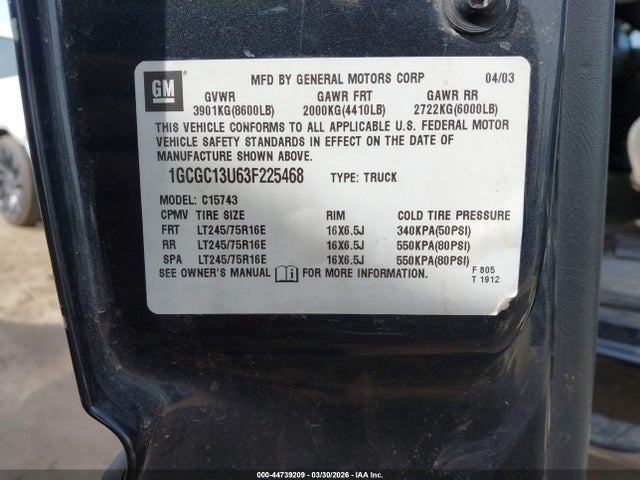 GM
MFD BY GENERAL MOTORS CORP 04/03
GVWR GAWR FRT GAWR RR
3901KG(8600LB) 2000KG(4410LB) 2722KG(6000LB)
THIS VEHICLE CONFORMS TO ALL APPLICABLE U.S. FEDERAL MOTOR
VEHICLE SAFETY STANDARDS IN EFFECT ON THE DATE OF
MANUFACTURE SHOWN ABOVE.
1GCGC13U63F225468 TYPE: TRUCK
MODEL: C15743
CPMV TIRE SIZE RIM COLD TIRE PRESSURE
FRT LT245/75R16E 16X6.5J 340KPA(50PSI)
RR LT245/75R16E 16X6.5J 550KPA(80PSI)
SPA LT245/75R16E 16X6.5J 550KPA(80PSI)
SEE OWNER'S MANUAL FOR MORE INFORMATION.
F 805
T 1912
000-44739209 - 03/30/2026 - IAA Inc.